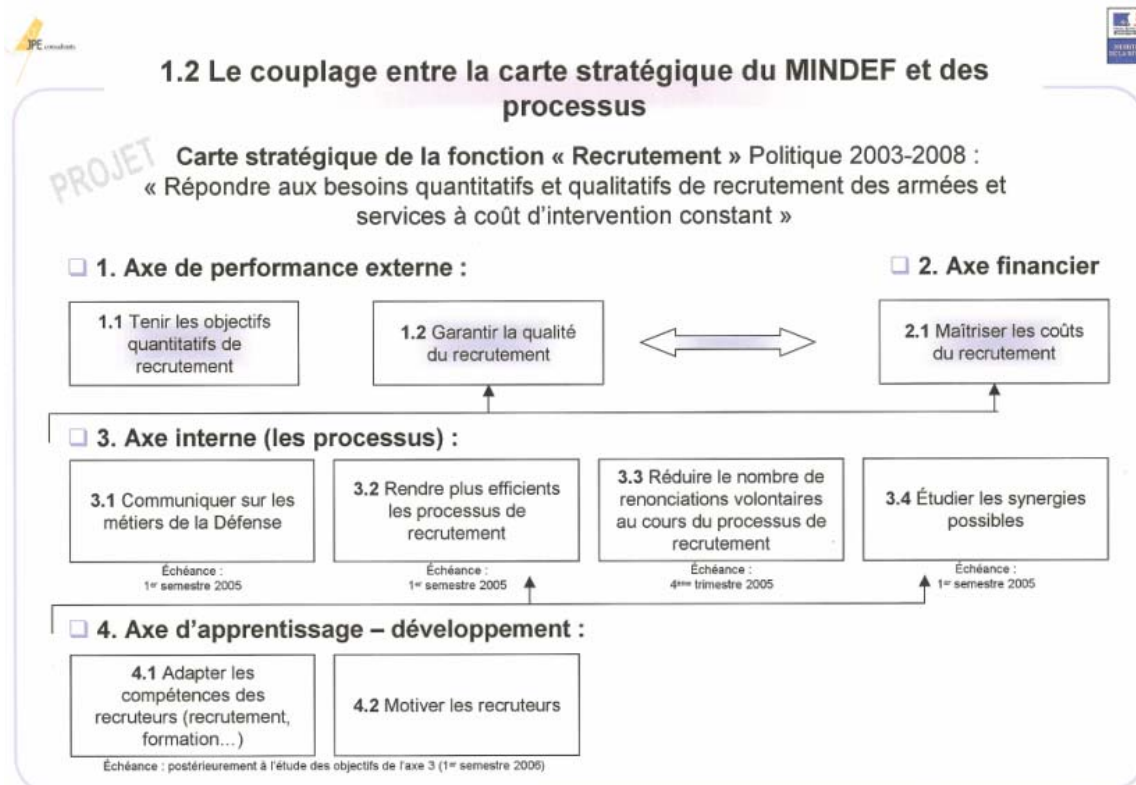 JPE consultants
1.2 Le couplage entre la carte stratégique du MINDEF et des
processus
PROJET
Carte stratégique de la fonction « Recrutement » Politique 2003-2008 :
« Répondre aux besoins quantitatifs et qualitatifs de recrutement des armées et
services à coût d'intervention constant »
1. Axe de performance externe :
2. Axe financier
1.1 Tenir les objectifs
quantitatifs de
recrutement
1.2 Garantir la qualité
du recrutement
2.1 Maîtriser les coûts
du recrutement
3. Axe interne (les processus) :
3.1 Communiquer sur les
métiers de la Défense
3.2 Rendre plus efficients
les processus de
recrutement
3.3 Réduire le nombre de
renonciations volontaires
au cours du processus de
recrutement
3.4 Étudier les synergies
possibles
Échéance :
1er semestre 2005
Échéance :
1er semestre 2005
Échéance :
4ème trimestre 2005
Échéance :
1er semestre 2005
4. Axe d'apprentissage – développement :
4.1 Adapter les
compétences des
recruteurs (recrutement,
formation...)
4.2 Motiver les recruteurs
Échéance : postérieurement à l'étude des objectifs de l'axe 3 (1er semestre 2006)